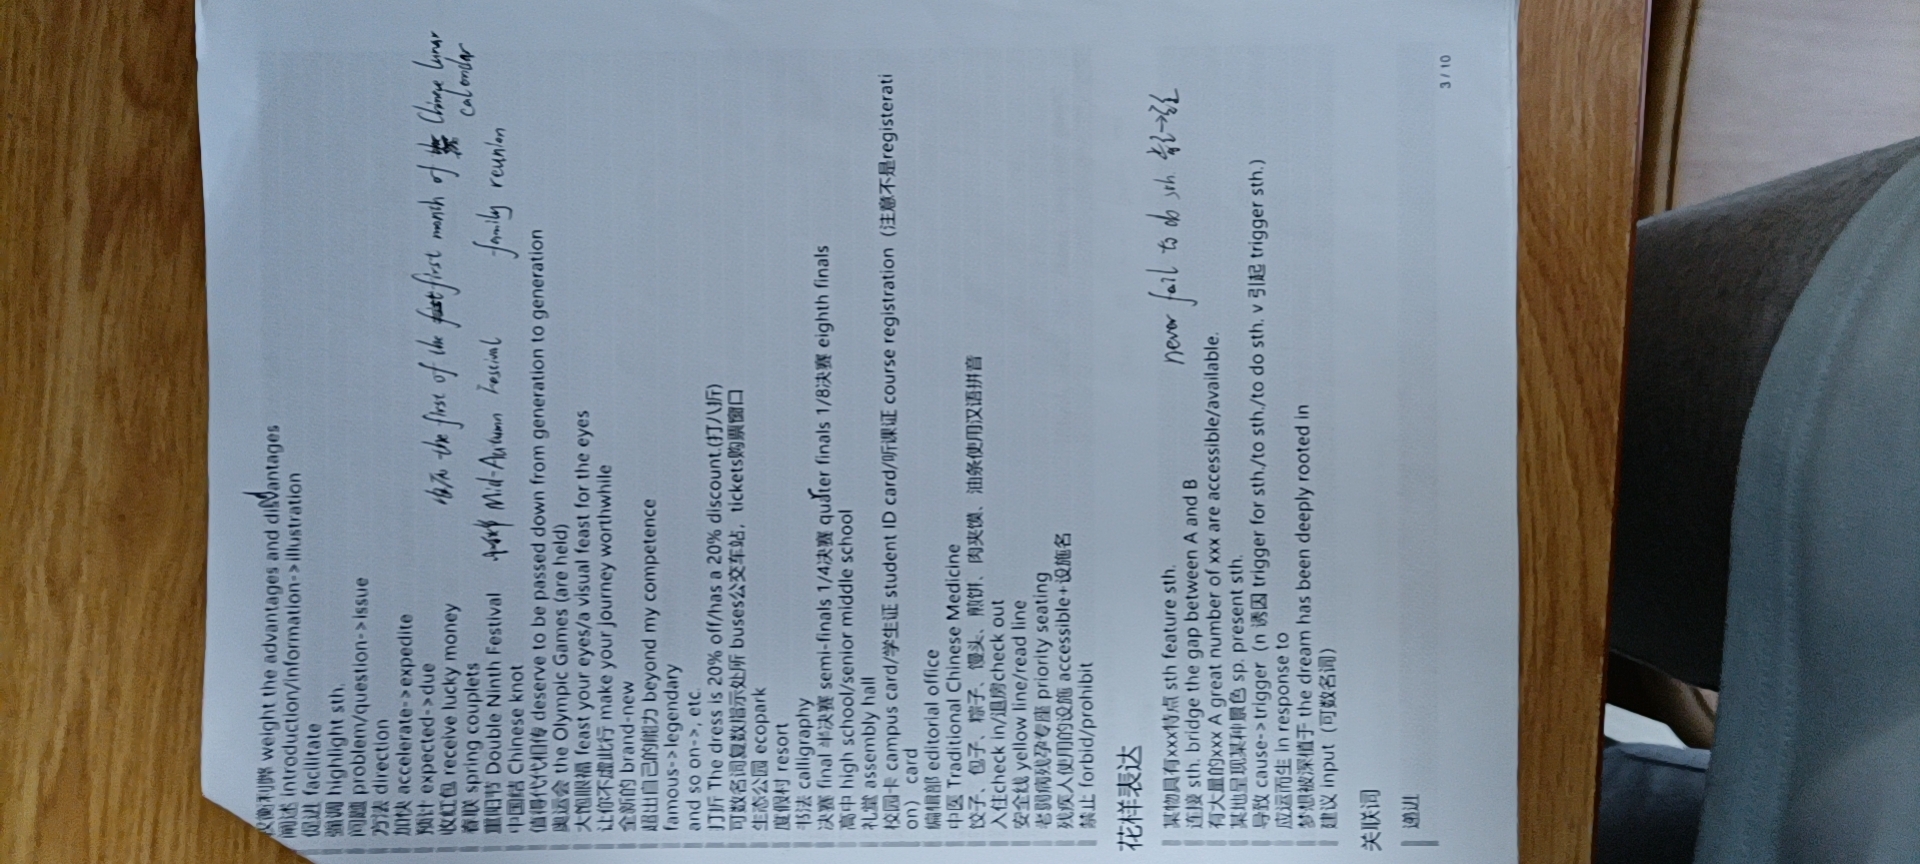 权衡利弊 weight the advantages and disadvantages
阐述 introduction/information->illustration
促进 facilitate
强调 highlight sth.
问题 problem/question->issue
方法 direction
加快 accelerate->expedite
预计 expected->due
收红包 receive lucky money
the first of the first month of Chinese lunar calendar
春联 spring couplets
重阳节 Double Ninth Festival 中秋节 Mid-Autumn Festival family reunion
中国结 Chinese knot
值得代代相传 deserve to be passed down from generation to generation
奥运会 the Olympic Games (are held)
大饱眼福 feast your eyes/a visual feast for the eyes
让你不虚此行 make your journey worthwhile
全新的 brand-new
超出自己的能力 beyond my competence
famous->legendary
and so on->, etc.
打折 The dress is 20% off/has a 20% discount.(打八折)
可数名词复数指示处所 buses公交车站，tickets购票窗口
生态公园 ecopark
度假村 resort
书法 calligraphy
决赛 final 半决赛 semi-finals 1/4决赛 quarter finals 1/8决赛 eighth finals
高中 high school/senior middle school
礼堂 assembly hall
校园卡 campus card/学生证 student ID card/听课证 course registration（注意不是registerati
on） card
编辑部 editorial office
中医 Traditional Chinese Medicine
饺子、包子、粽子、馒头、煎饼、肉夹馍、油条使用汉语拼音
入住check in/退房check out
安全线 yellow line/read line
老弱病残孕专座 priority seating
残疾人使用的设施 accessible+设施名
禁止 forbid/prohibit
花样表达
某物具有xxx特点 sth feature sth. never fail to do sth
连接 sth. bridge the gap between A and B
有大量的xxx A great number of xxx are accessible/available.
某地呈现某种景色 sp. present sth.
导致 cause->trigger（n 诱因 trigger for sth./to sth./to do sth. v 引起 trigger sth.）
应运而生 in response to
梦想被深植于 the dream has been deeply rooted in
建议 input（可数名词）
关联词
递进
3 / 10